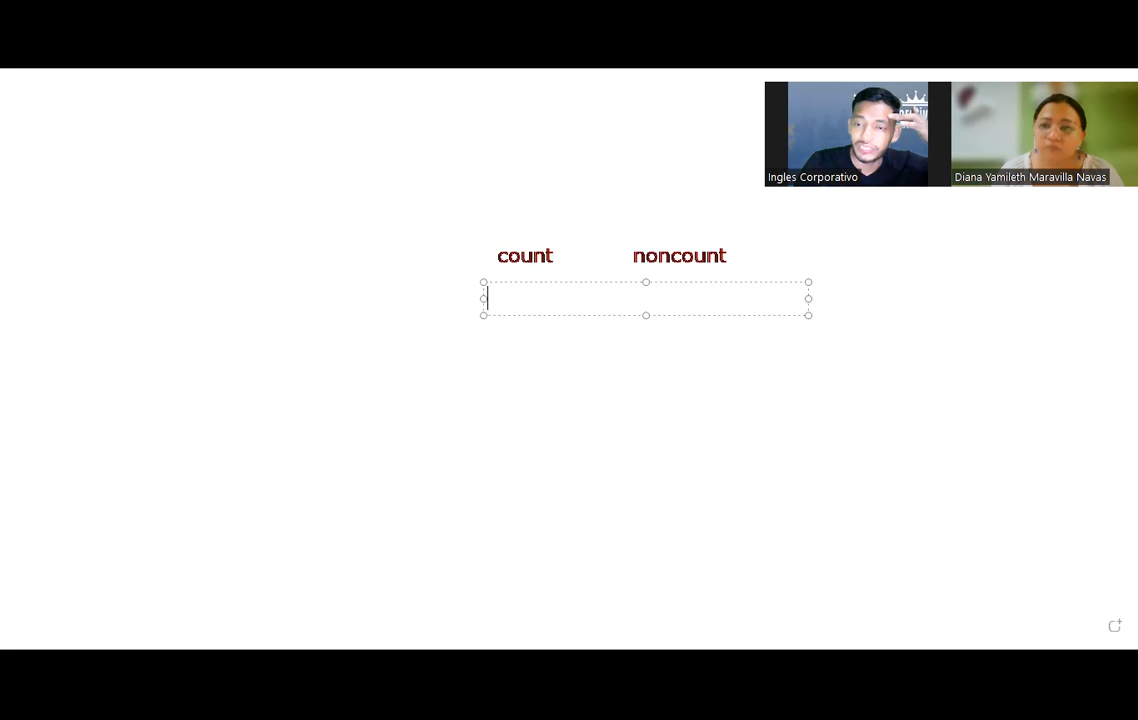 Ingles Corporativo
Diana Yamileth Maravilla Navas
count noncount